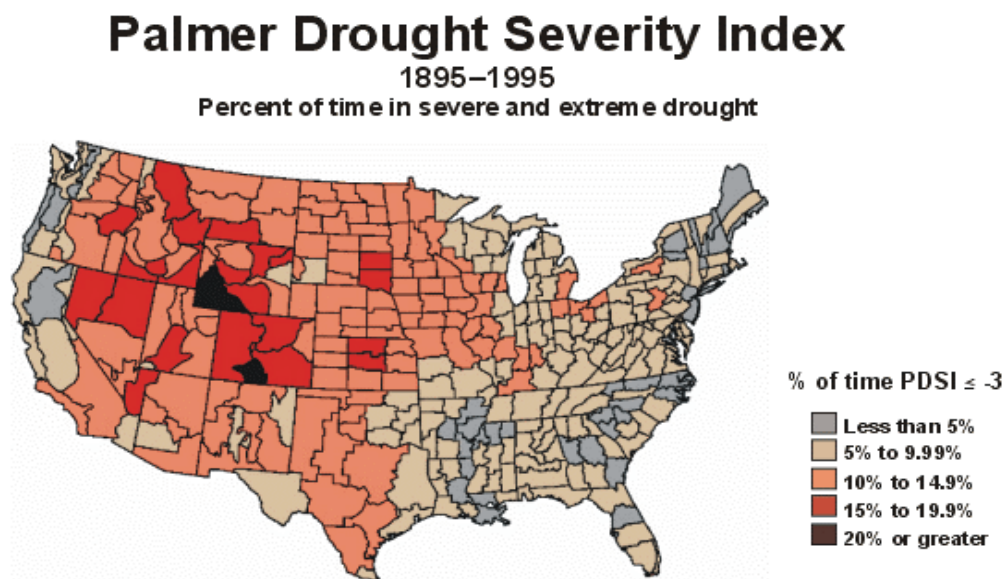 Palmer Drought Severity Index
1895–1995
Percent of time in severe and extreme drought
% of time PDSI ≤ -3
Less than 5%
5% to 9.99%
10% to 14.9%
15% to 19.9%
20% or greater